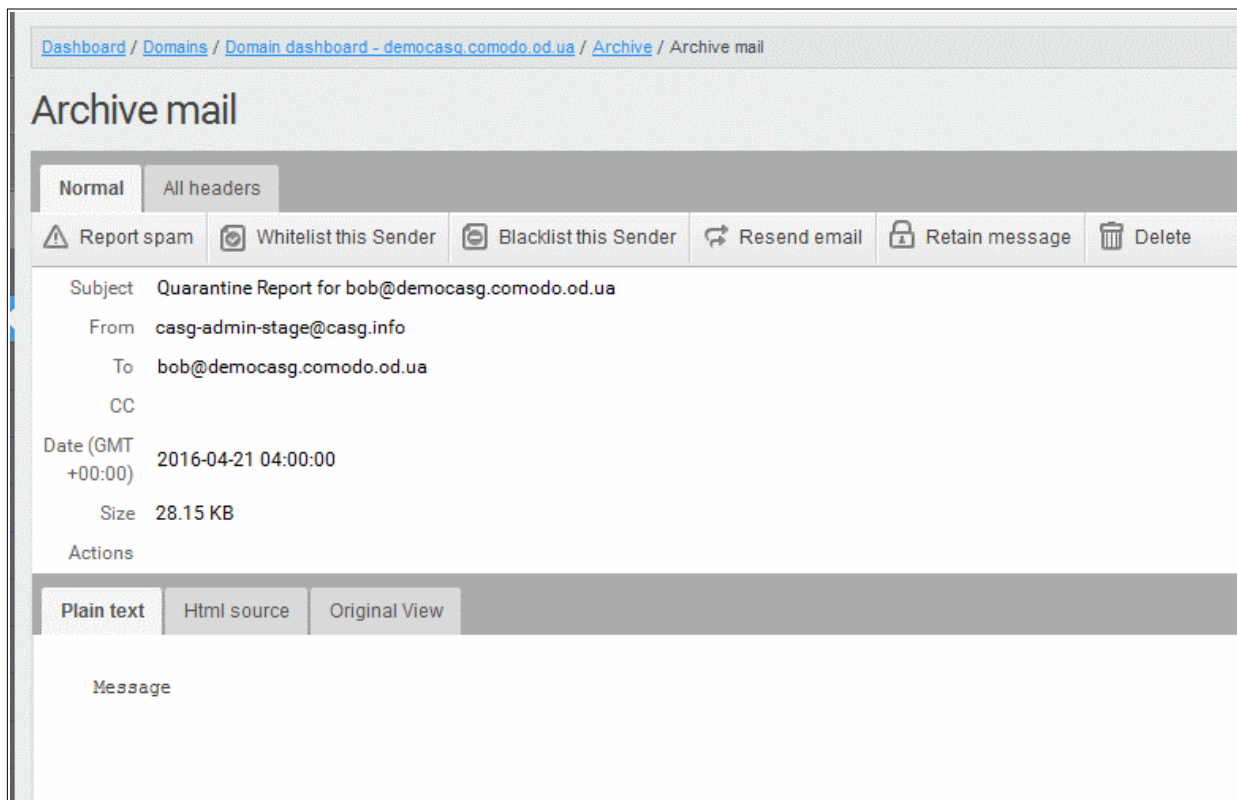 Dashboard / Domains / Domain dashboard - democasg.comodo.od.ua / Archive / Archive mail
Archive mail
Normal All headers
Report spam Whitelist this Sender Blacklist this Sender Resend email Retain message Delete
Subject Quarantine Report for bob@democasg.comodo.od.ua
From casg-admin-stage@casg.info
To bob@democasg.comodo.od.ua
CC
Date (GMT
+00:00) 2016-04-21 04:00:00
Size 28.15 KB
Actions
Plain text Html source Original View
Message